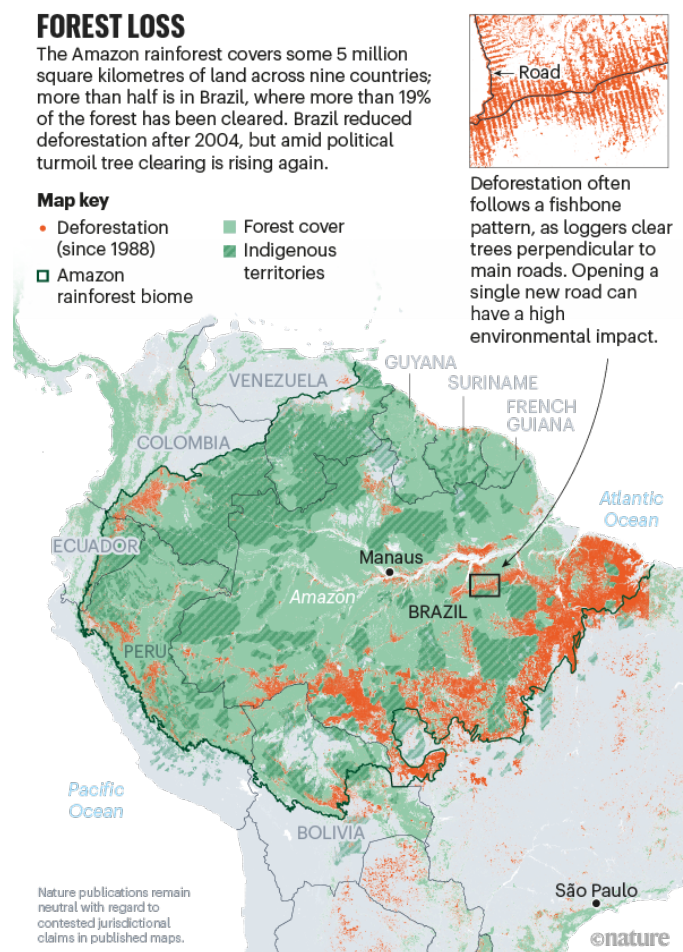 FOREST LOSS
The Amazon rainforest covers some 5 million
square kilometres of land across nine countries;
more than half is in Brazil, where more than 19%
of the forest has been cleared. Brazil reduced
deforestation after 2004, but amid political
turmoil tree clearing is rising again.
Map key
Deforestation
(since 1988)
Amazon
rainforest biome
Forest cover
Indigenous
territories
Road
Deforestation often
follows a fishbone
pattern, as loggers clear
trees perpendicular to
main roads. Opening a
single new road can
have a high
environmental impact.
GUYANA
VENEZUELA
SURINAME
FRENCH
GUIANA
COLOMBIA
Atlantic
Ocean
ECUADOR
Manaus
Amazon
BRAZIL
PERU
Pacific
Ocean
BOLIVIA
São Paulo
Nature publications remain
neutral with regard to
contested jurisdictional
claims in published maps.
©nature